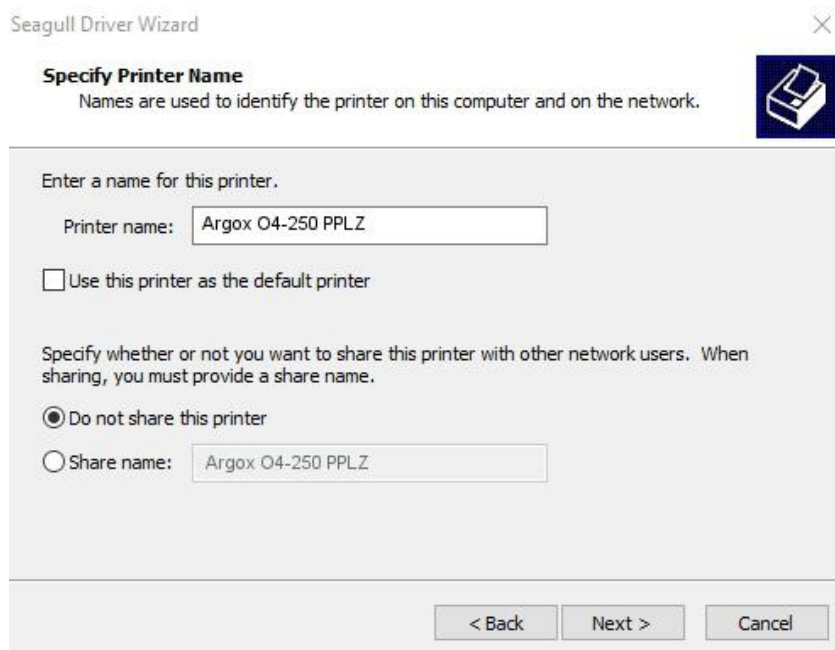 Seagull Driver Wizard
Specify Printer Name
Names are used to identify the printer on this computer and on the network.
Enter a name for this printer.
Printer name: Argox O4-250 PPLZ
Use this printer as the default printer
Specify whether or not you want to share this printer with other network users.  When
sharing, you must provide a share name.
Do not share this printer
Share name: Argox O4-250 PPLZ
< Back Next > Cancel